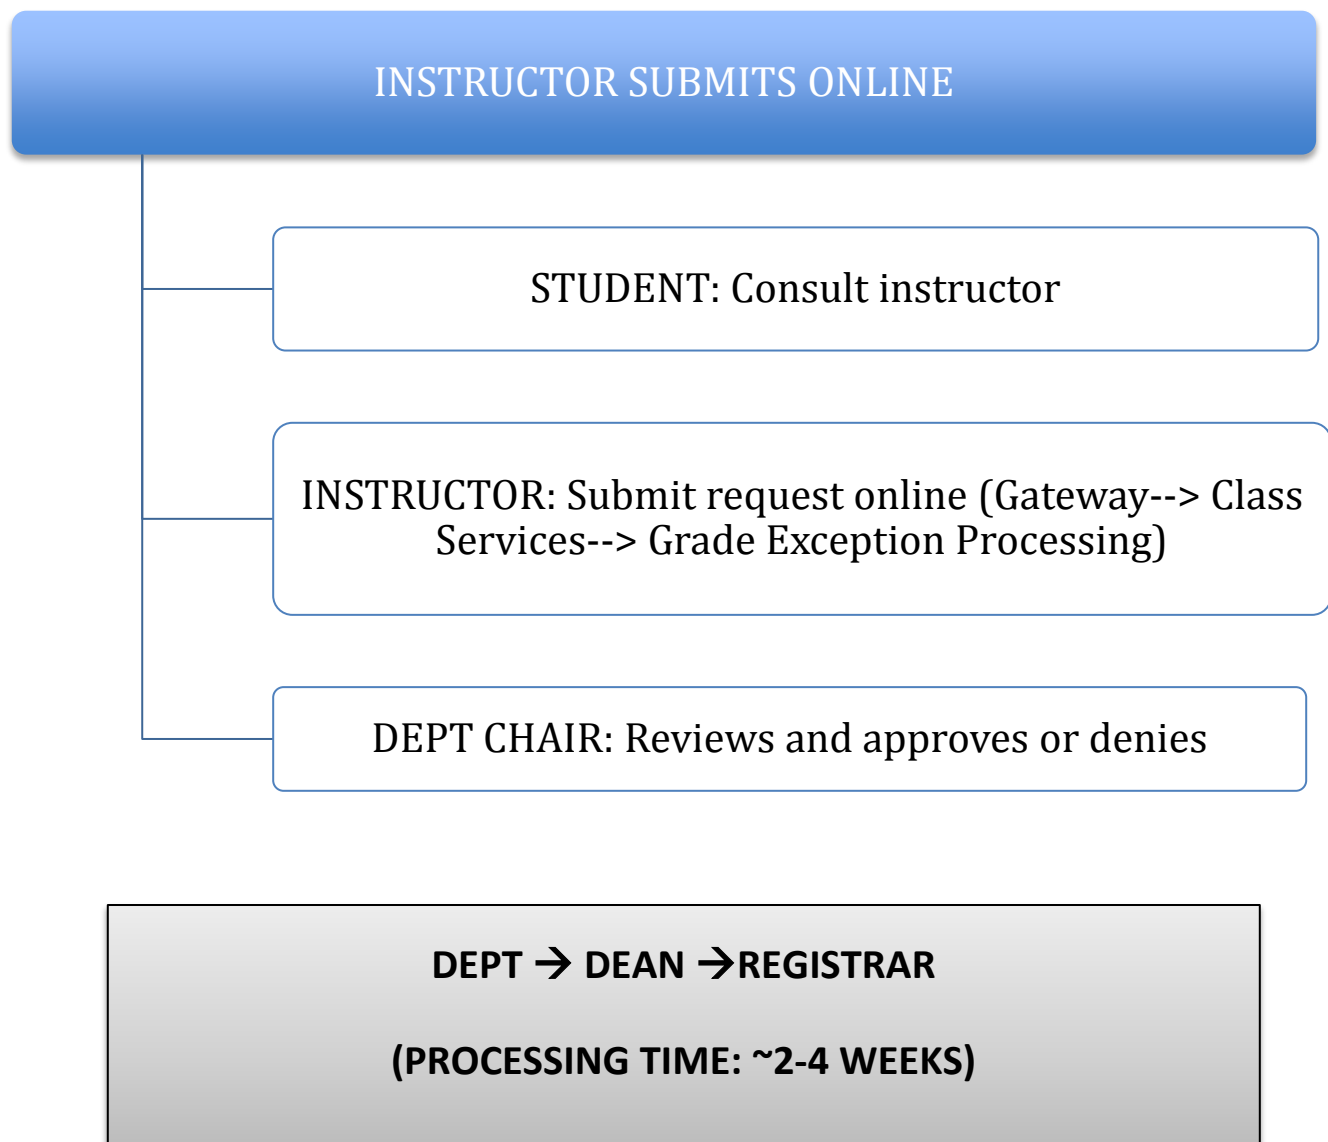 INSTRUCTOR SUBMITS ONLINE
STUDENT: Consult instructor
INSTRUCTOR: Submit request online (Gateway--> Class
Services--> Grade Exception Processing)
DEPT CHAIR: Reviews and approves or denies
DEPT → DEAN →REGISTRAR
(PROCESSING TIME: ~2-4 WEEKS)